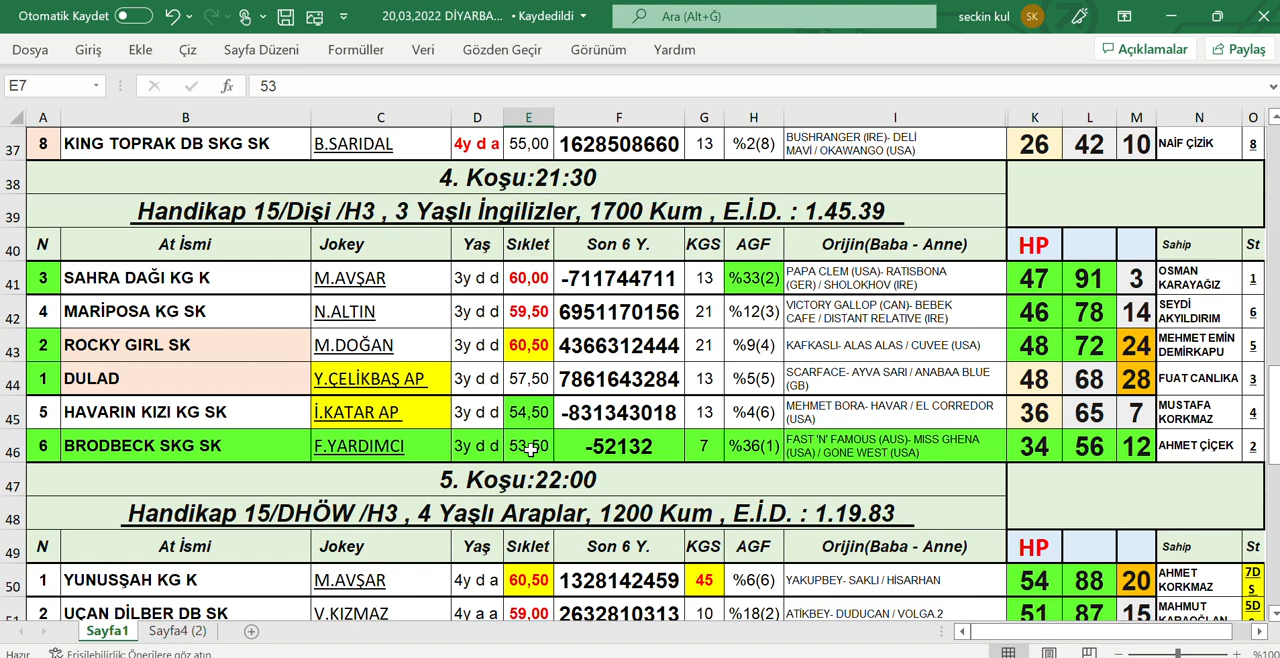 Otomatik Kaydet
20,03,2022 DİYARBA... • Kaydedildi
Ara (Alt+Ğ)
seckin kul SK
Dosya Giriş Ekle Çiz Sayfa Düzeni Formüller Veri Gözden Geçir Görünüm Yardım Açıklamalar Paylaş
E7 fx 53
A B C D E F G H I K L M N O
37 8 KING TOPRAK DB SKG SK B.SARIDAL 4y d a 55,00 1628508660 13 %2(8) BUSHRANGER (IRE)- DELİ MAVİ / OKAWANGO (USA) 26 42 10 NAİF ÇİZİK 8
38 4. Koşu:21:30
39 Handikap 15/Dişi /H3 , 3 Yaşlı İngilizler, 1700 Kum , E.İ.D. : 1.45.39
40 N At İsmi Jokey Yaş Sıklet Son 6 Y. KGS AGF Orijin(Baba - Anne) HP Sahip St
41 3 SAHRA DAĞI KG K M.AVŞAR 3y d d 60,00 -711744711 13 %33(2) PAPA CLEM (USA)- RATISBONA (GER) / SHOLOKHOV (IRE) 47 91 3 OSMAN KARAYAĞIZ 1
42 4 MARİPOSA KG SK N.ALTIN 3y d d 59,50 6951170156 21 %12(3) VICTORY GALLOP (CAN)- BEBEK CAFE / DISTANT RELATIVE (IRE) 46 78 14 SEYDİ AKYILDIRIM 6
43 2 ROCKY GIRL SK M.DOĞAN 3y d d 60,50 4366312444 21 %9(4) KAFKASLI- ALAS ALAS / CUVEE (USA) 48 72 24 MEHMET EMİN DEMİRKAPU 5
44 1 DULAD Y.ÇELİKBAŞ AP 3y d d 57,50 7861643284 13 %5(5) SCARFACE- AYVA SARI / ANABAA BLUE (GB) 48 68 28 FUAT CANLIKA 3
45 5 HAVARIN KIZI KG SK İ.KATAR AP 3y d d 54,50 -831343018 13 %4(6) MEHMET BORA- HAVAR / EL CORREDOR (USA) 36 65 7 MUSTAFA KORKMAZ 4
46 6 BRODBECK SKG SK F.YARDIMCI 3y d d 53,50 -52132 7 %36(1) FAST 'N' FAMOUS (AUS)- MISS GHENA (USA) / GONE WEST (USA) 34 56 12 AHMET ÇİÇEK 2
47 5. Koşu:22:00
48 Handikap 15/DHÖW /H3 , 4 Yaşlı Araplar, 1200 Kum , E.İ.D. : 1.19.83
49 N At İsmi Jokey Yaş Sıklet Son 6 Y. KGS AGF Orijin(Baba - Anne) HP Sahip St
50 1 YUNUSŞAH KG K M.AVŞAR 4y d a 60,50 1328142459 45 %6(6) YAKUPBEY- SAKLI / HİSARHAN 54 88 20 AHMET KORKMAZ 7D S
2 UÇAN DİLBER DB SK V.KIZMAZ 4y a a 59,00 2632810313 10 %18(2) ATİKBEY- DUDUCAN / VOLGA 2 51 87 15 MAHMUT KARAOĞLAN 5D
Sayfa1 Sayfa4 (2)
Hazır Erişilebilirlik: Önerilere göz atın %100